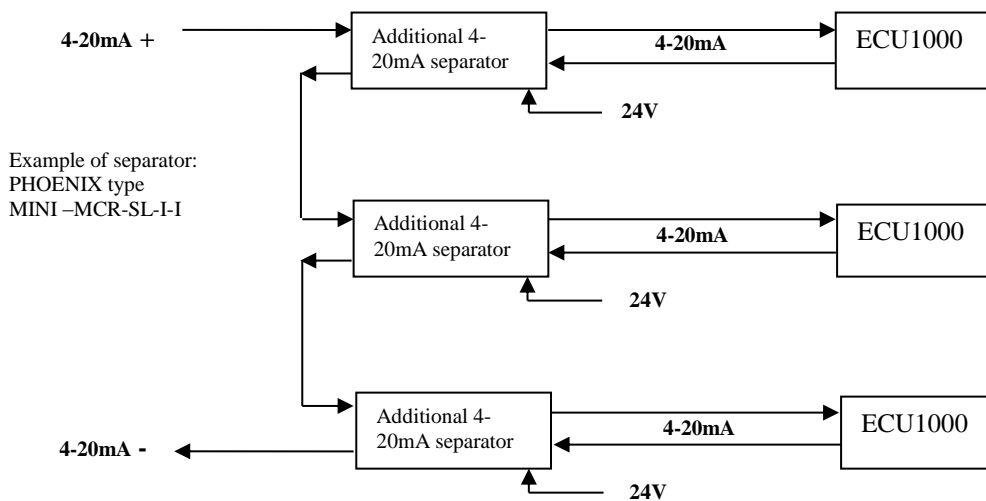 4-20mA +
Additional 4-
20mA separator
4-20mA
ECU1000
24V
Example of separator:
PHOENIX type
MINI –MCR-SL-I-I
Additional 4-
20mA separator
4-20mA
ECU1000
24V
Additional 4-
20mA separator
4-20mA
ECU1000
4-20mA -
24V